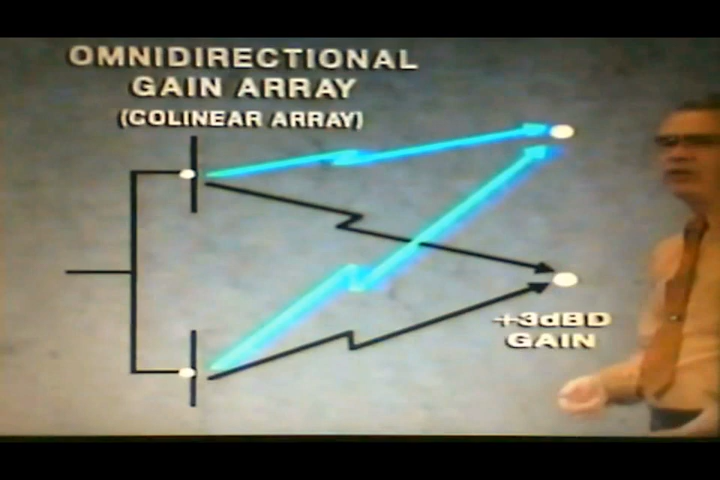 OMNIDIRECTIONAL
GAIN ARRAY
(COLINEAR ARRAY)
+3dBD
GAIN